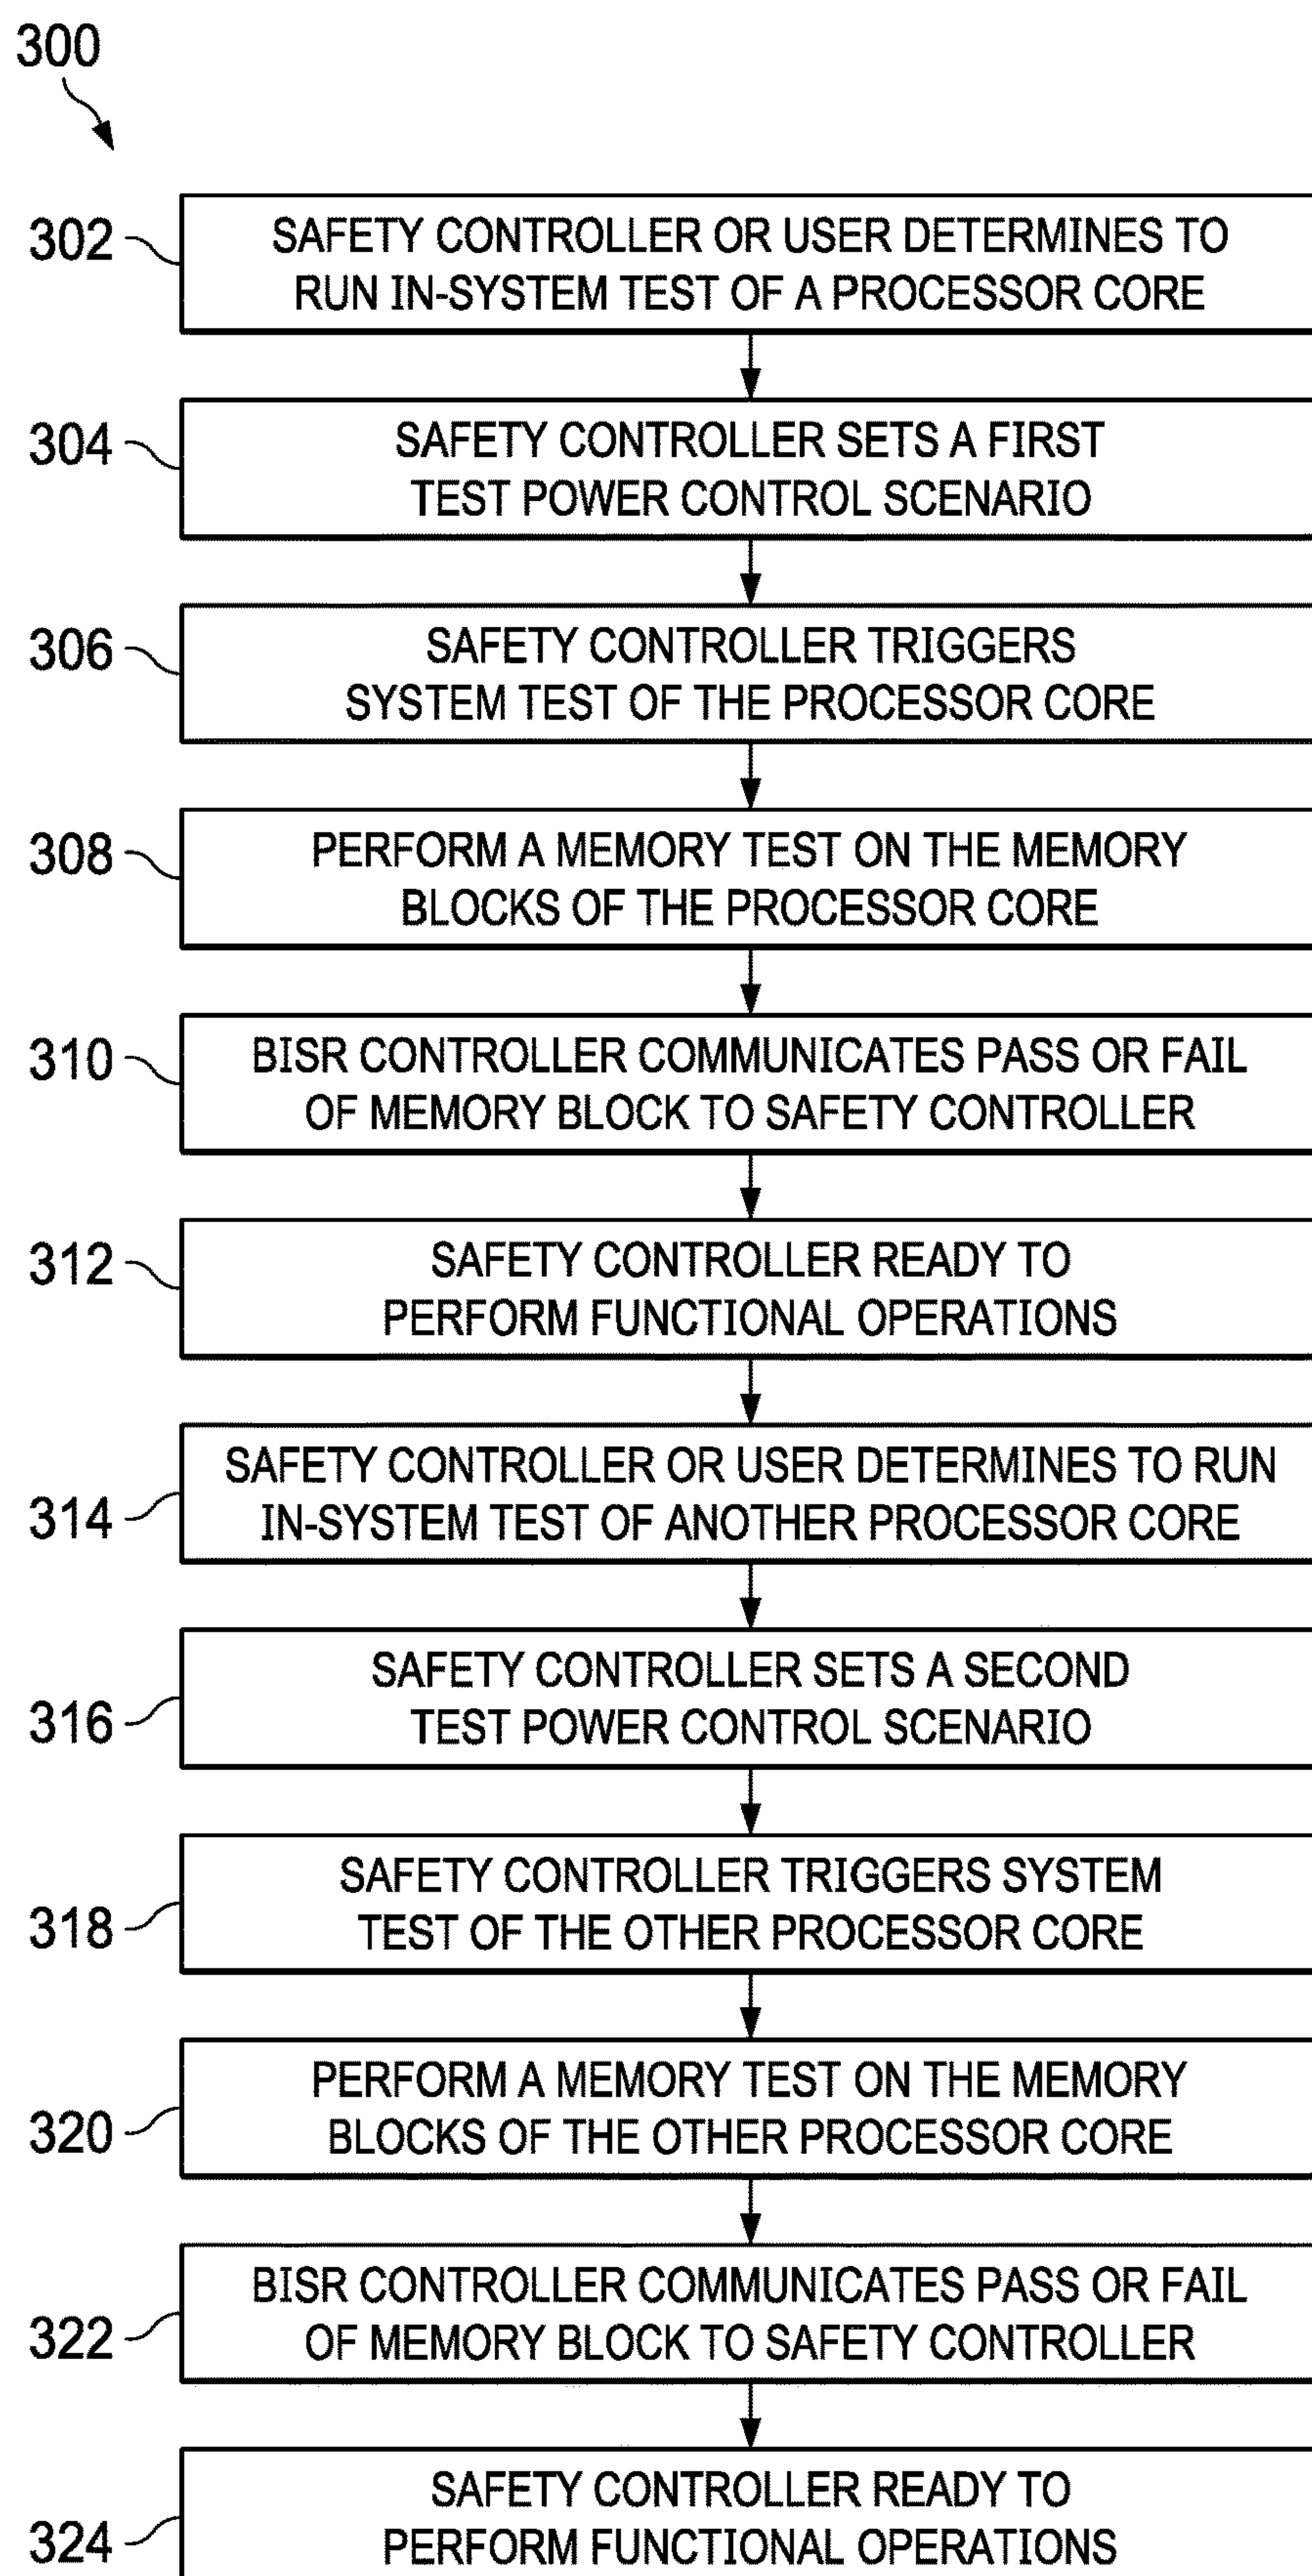 300
302
SAFETY CONTROLLER OR USER DETERMINES TO
RUN IN-SYSTEM TEST OF A PROCESSOR CORE
304
SAFETY CONTROLLER SETS A FIRST
TEST POWER CONTROL SCENARIO
306
SAFETY CONTROLLER TRIGGERS
SYSTEM TEST OF THE PROCESSOR CORE
308
PERFORM A MEMORY TEST ON THE MEMORY
BLOCKS OF THE PROCESSOR CORE
310
BISR CONTROLLER COMMUNICATES PASS OR FAIL
OF MEMORY BLOCK TO SAFETY CONTROLLER
312
SAFETY CONTROLLER READY TO
PERFORM FUNCTIONAL OPERATIONS
314
SAFETY CONTROLLER OR USER DETERMINES TO RUN
IN-SYSTEM TEST OF ANOTHER PROCESSOR CORE
316
SAFETY CONTROLLER SETS A SECOND
TEST POWER CONTROL SCENARIO
318
SAFETY CONTROLLER TRIGGERS SYSTEM
TEST OF THE OTHER PROCESSOR CORE
320
PERFORM A MEMORY TEST ON THE MEMORY
BLOCKS OF THE OTHER PROCESSOR CORE
322
BISR CONTROLLER COMMUNICATES PASS OR FAIL
OF MEMORY BLOCK TO SAFETY CONTROLLER
324
SAFETY CONTROLLER READY TO
PERFORM FUNCTIONAL OPERATIONS